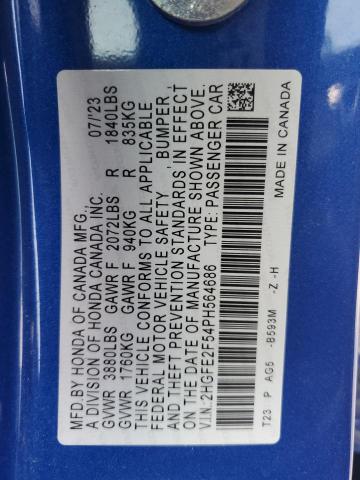 MFD.BY HONDA OF CANADA MFG., 07/'23
A DIVISION OF HONDA CANADA INC.
GVWR 3880LBS GAWR F 2072LBS R 1840LBS
GVWR 1760KG GAWR F 940KG R 835KG
THIS VEHICLE CONFORMS TO ALL APPLICABLE
FEDERAL MOTOR VEHICLE SAFETY, BUMPER,
AND THEFT PREVENTION STANDARDS IN EFFECT
ON THE DATE OF MANUFACTURE SHOWN ABOVE.
V.I.N.:2HGFE2F54PH564686 TYPE: PASSENGER CAR
T23 P AG5 -B593M -Z -H MADE IN CANADA